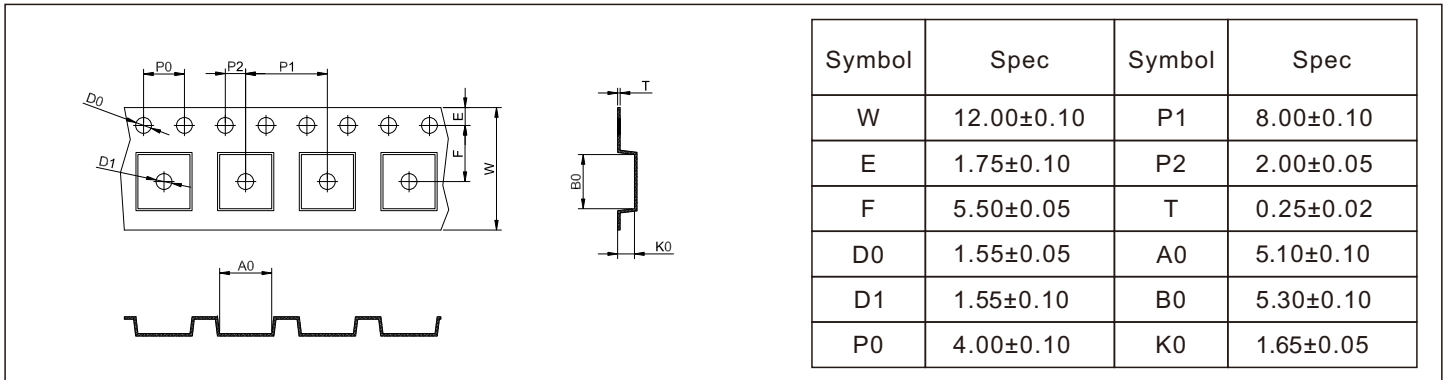 P0
P2
P1
D0
D1
E
F
W
T
B0
K0
A0
Symbol Spec Symbol Spec
W 12.00±0.10 P1 8.00±0.10
E 1.75±0.10 P2 2.00±0.05
F 5.50±0.05 T 0.25±0.02
D0 1.55±0.05 A0 5.10±0.10
D1 1.55±0.10 B0 5.30±0.10
P0 4.00±0.10 K0 1.65±0.05